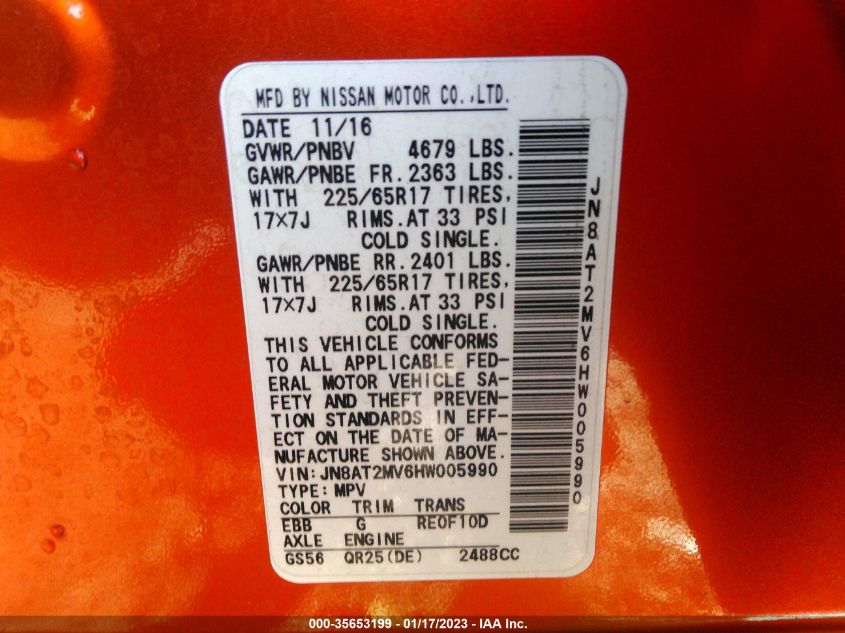 MFD BY NISSAN MOTOR CO.,LTD.
DATE 11/16
GVWR/PNBV 4679 LBS.
GAWR/PNBE FR. 2363 LBS.
WITH 225/65R17 TIRES,
17×7J RIMS.AT 33 PSI
COLD SINGLE.
GAWR/PNBE RR. 2401 LBS.
WITH 225/65R17 TIRES,
17×7J RIMS.AT 33 PSI
COLD SINGLE.
THIS VEHICLE CONFORMS
TO ALL APPLICABLE FED-
ERAL MOTOR VEHICLE SA-
FETY AND THEFT PREVEN-
TION STANDARDS IN EFF-
ECT ON THE DATE OF MA-
NUFACTURE SHOWN ABOVE.
VIN:JN8AT2MV6HW005990
TYPE:MPV
COLOR TRIM TRANS
EBB G RE0F10D
AXLE ENGINE
GS56 QR25(DE) 2488CC
JN8AT2MV6HW005990
000-35653199 - 01/17/2023 - IAA Inc.